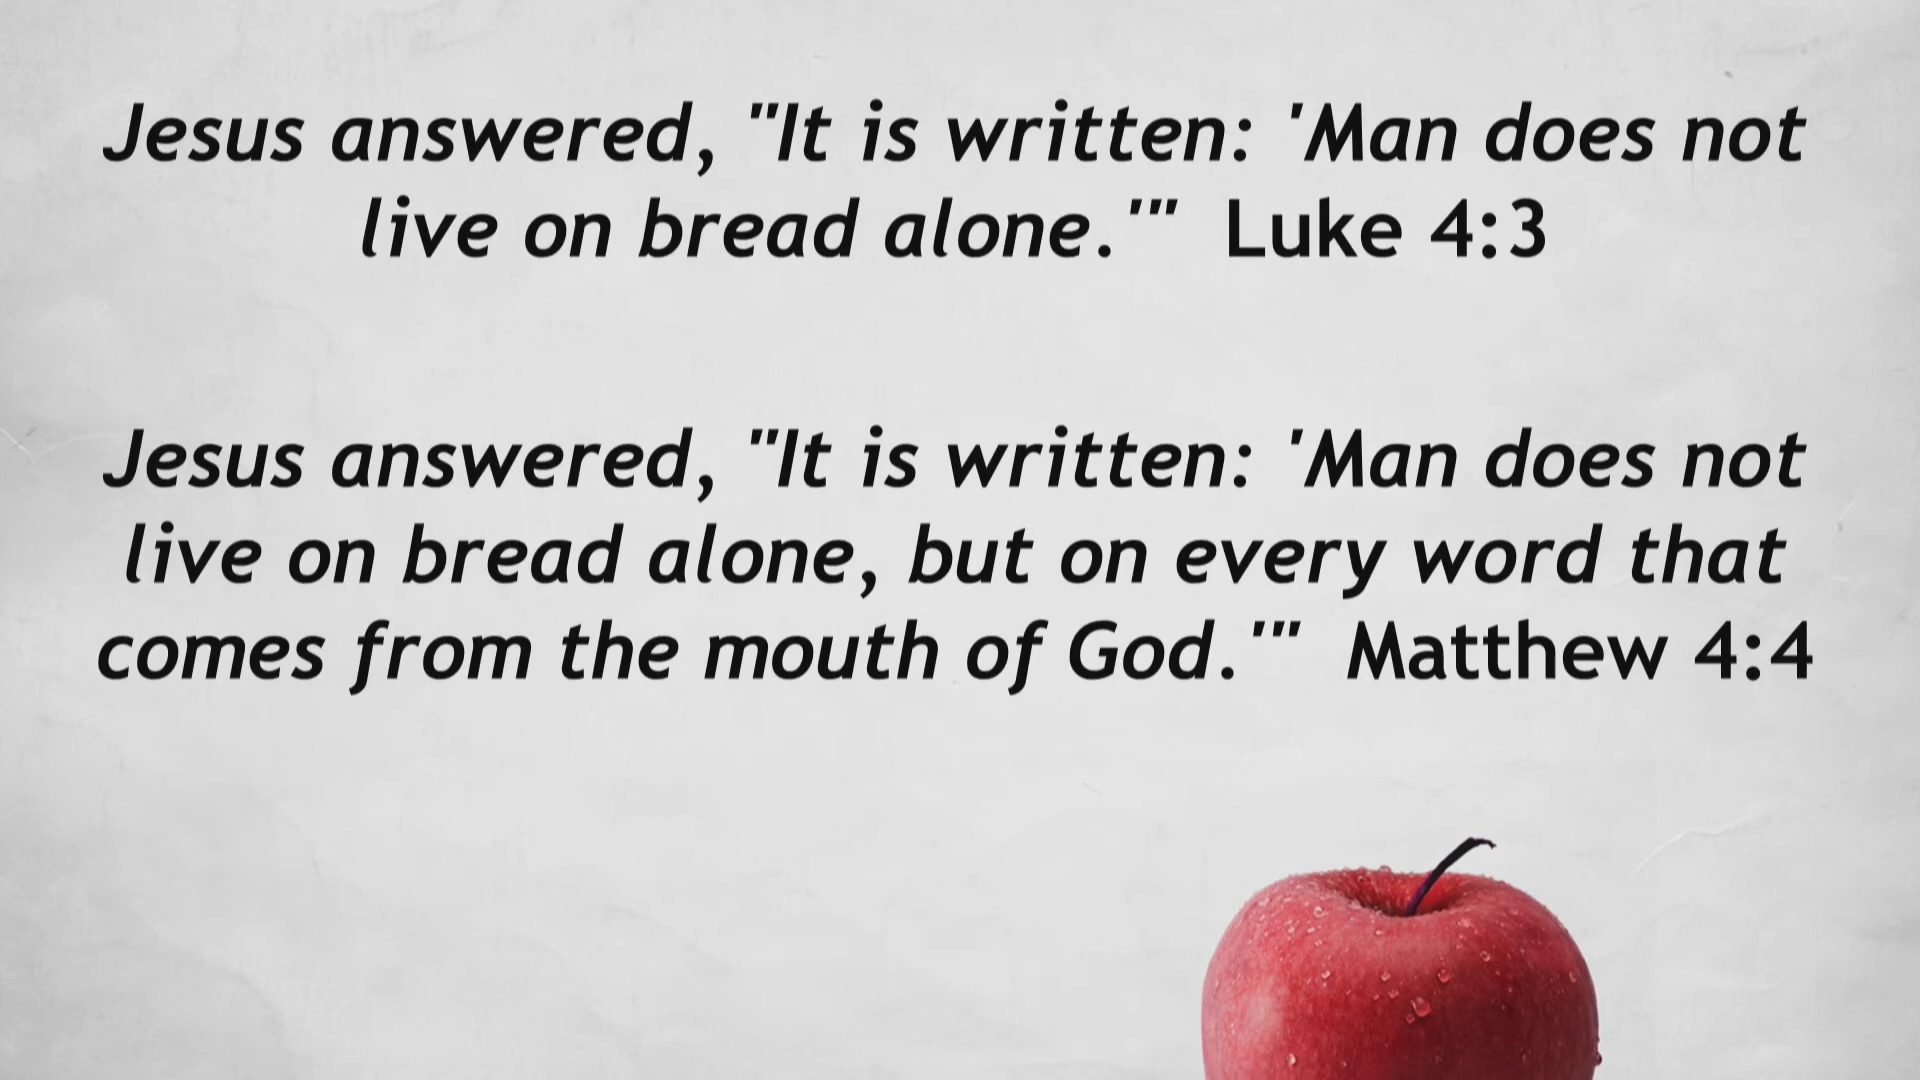 Jesus answered, "It is written: 'Man does not
live on bread alone.'" Luke 4:3
Jesus answered, "It is written: 'Man does not
live on bread alone, but on every word that
comes from the mouth of God.'" Matthew 4:4